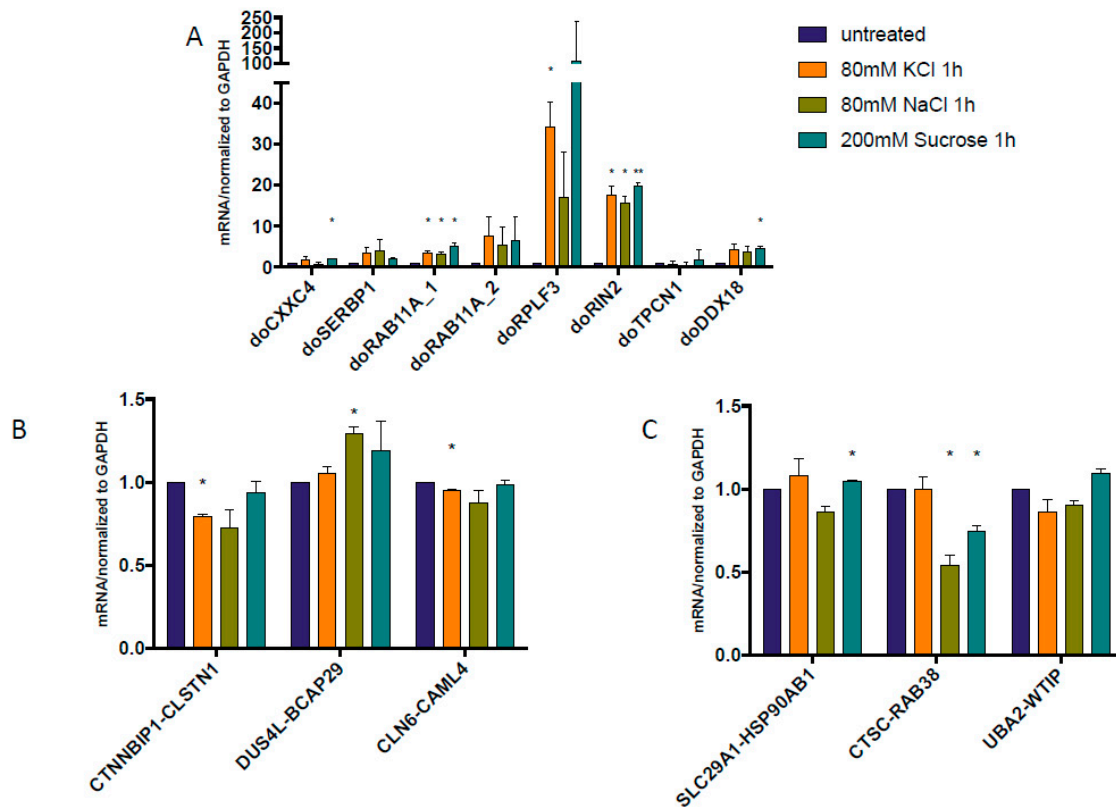 A
mRNA/normalized to GAPDH
250
200
150
100
40
30
20
10
0
* * * * * * * * ** *
doCXXC4
doSERBP1
doRAB11A_1
doRAB11A_2
doRPLF3
doRIN2
doTPCN1
doDDX18
untreated
80mM KCl 1h
80mM NaCl 1h
200mM Sucrose 1h
B
mRNA/normalized to GAPDH
1.5
1.0
0.5
0.0
* * *
CTNNBIP1-CLSTN1
DUS4L-BCAP29
CLN6-CAML4
C
mRNA/normalized to GAPDH
1.5
1.0
0.5
0.0
* * *
SLC29A1-HSP90AB1
CTSC-RAB38
UBA2-WTIP